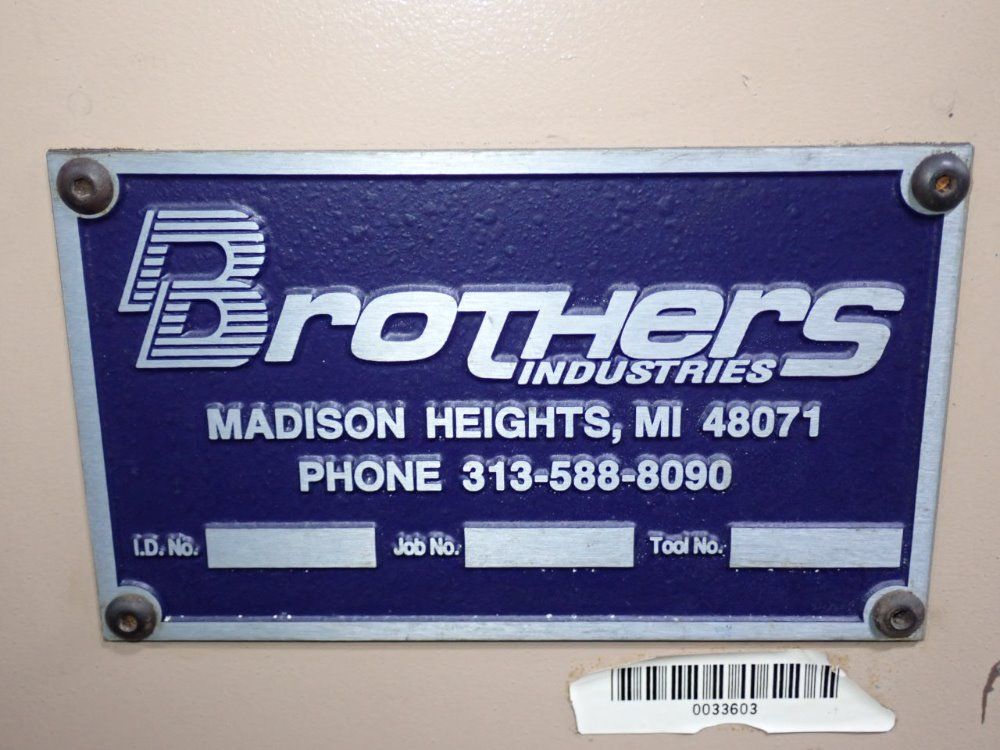 Brothers
INDUSTRIES
MADISON HEIGHTS, MI 48071
PHONE 313-588-8090
I.D. No. Job No. Tool No.
0033603